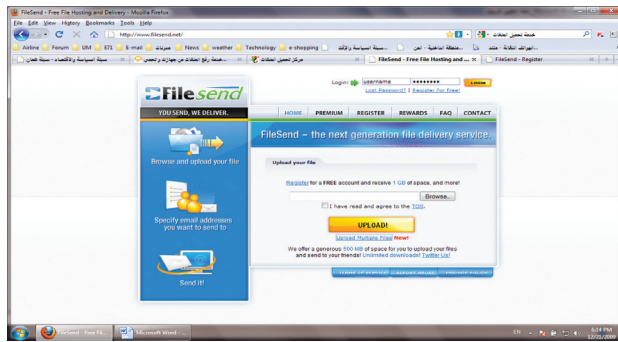 FileSend - Free File Hosting and Delivery - Mozilla Firefox
File Edit View History Bookmarks Tools Help
http://www.filesend.net/
خدمة تحميل الملفات
Airline Forum UM E71 E-mail News weather Technology e-shopping
مركز تحميل الملفات
FileSend - Free File Hosting and ...
FileSend - Register
Login: username
Lost Password? | Register For Free!
Filesend
YOU SEND, WE DELIVER.
HOME PREMIUM REGISTER REWARDS FAQ CONTACT
FileSend – the next generation file delivery service.
Browse and upload your file
Upload your file
Register for a FREE account and receive 1 GB of space, and more!
Browse..
I have read and agree to the TOS.
Specify email addresses
you want to send to
UPLOAD!
Upload Multiple Files New!
We offer a generous 500 MB of space for you to upload your files
and send to your friends! Unlimited downloads! Twitter Us!
Send it!
FileSend - Free Fil...
Microsoft Word - ...
EN
6:24 PM
12/21/2009